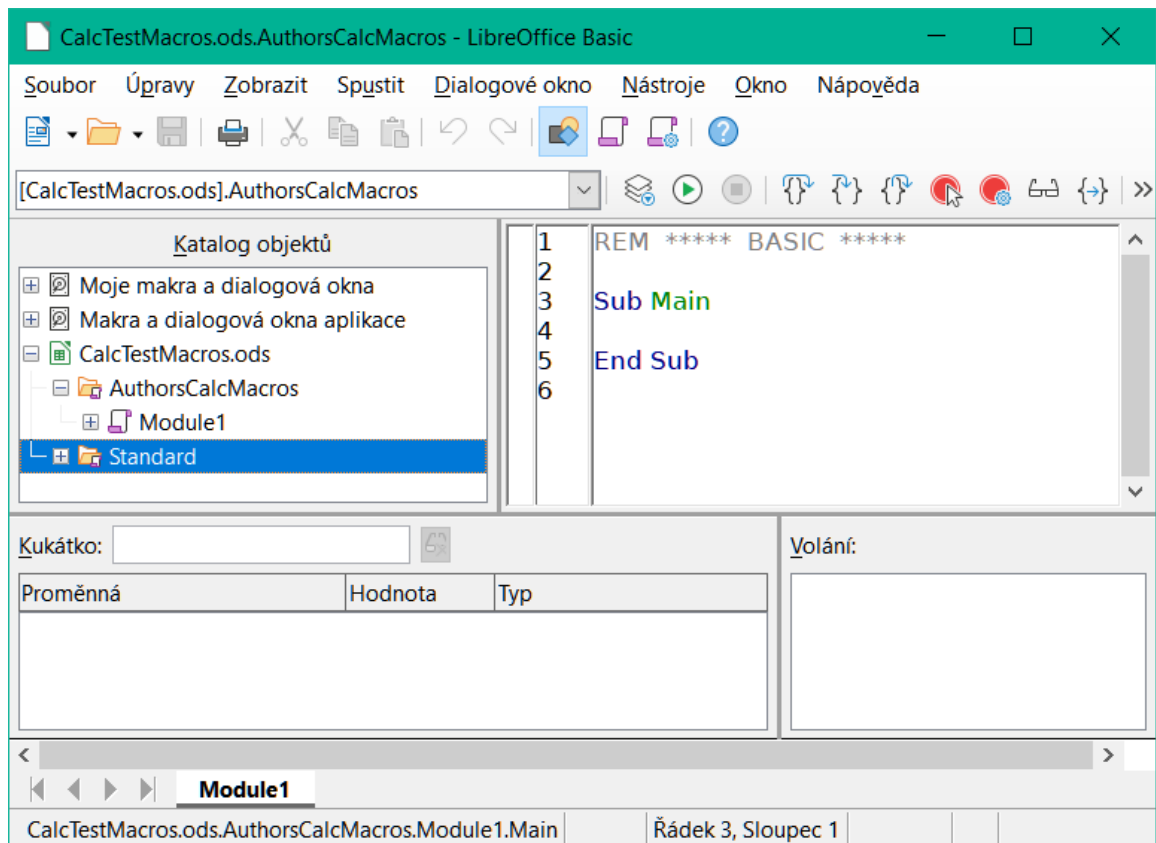 CalcTestMacros.ods.AuthorsCalcMacros - LibreOffice Basic
Soubor Úpravy Zobrazit Spustit Dialogové okno Nástroje Okno Nápověda
[CalcTestMacros.ods].AuthorsCalcMacros
Katalog objektů
Moje makra a dialogová okna
Makra a dialogová okna aplikace
CalcTestMacros.ods
AuthorsCalcMacros
Module1
Standard
1 REM ***** BASIC *****
2
3 Sub Main
4
5 End Sub
6
Kukátko:
Proměnná Hodnota Typ
Volání:
Module1
CalcTestMacros.ods.AuthorsCalcMacros.Module1.Main Řádek 3, Sloupec 1